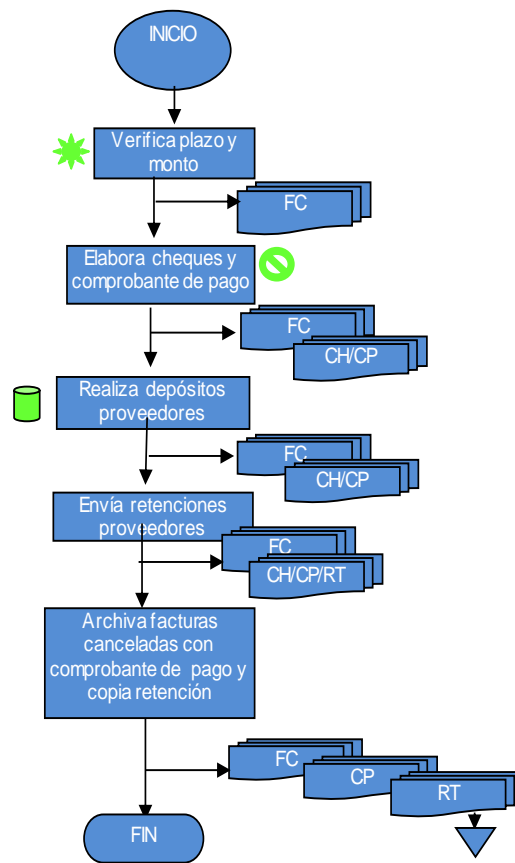 INICIO
Verifica plazo y
monto
FC
Elabora cheques y
comprobante de pago
FC
CH/CP
Realiza depósitos
proveedores
FC
CH/CP
Envía retenciones
proveedores
FC
CH/CP/RT
Archiva facturas
canceladas con
comprobante de pago y
copia retención
FC
CP
RT
FIN